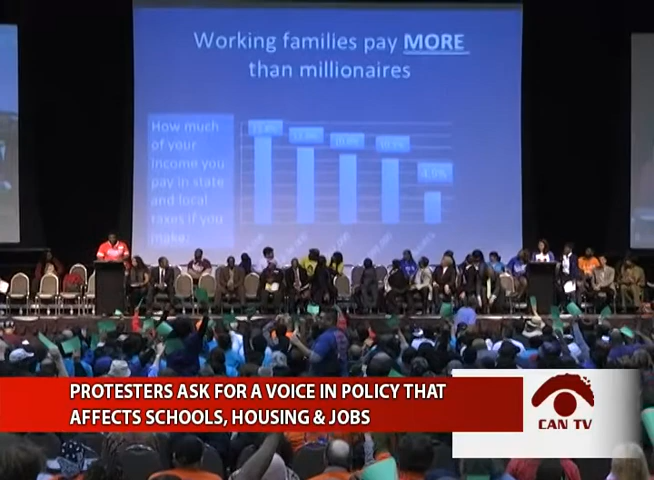 Working families pay MORE
than millionaires
How much
of your
income you
pay in state
and local
taxes if you
make:
4.9%
PROTESTERS ASK FOR A VOICE IN POLICY THAT
AFFECTS SCHOOLS, HOUSING & JOBS
CAN TV